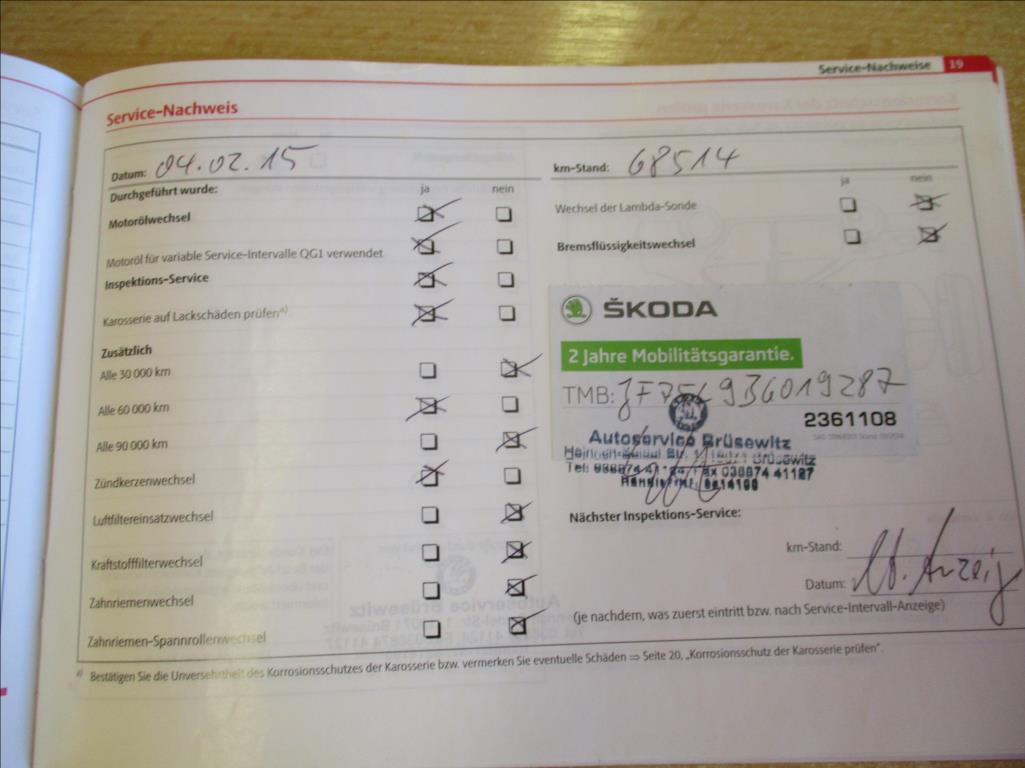 Service-Nachweise 19
Service-Nachweis
Datum: 04.02.15
km-Stand: 68514
Durchgeführt wurde: ja nein
ja nein
Motorölwechsel
Motoröl für variable Service-Intervalle QG1 verwendet
Inspektions-Service
Karosserie auf Lackschäden prüfen a)
Zusätzlich
Alle 30 000 km
Alle 60 000 km
Alle 90 000 km
Zündkerzenwechsel
Luftfiltereinsatzwechsel
Kraftstofffilterwechsel
Zahnriemenwechsel
Zahnriemen-Spannrollenwechsel
Wechsel der Lambda-Sonde
Bremsflüssigkeitswechsel
ŠKODA
2 Jahre Mobilitätsgarantie.
TMB:
2361108
Autoservice Brüsewitz
Brüsewitz
Tel: 038874 41127
Nächster Inspektions-Service:
km-Stand:
Datum: Anzeig
(je nachdem, was zuerst eintritt bzw. nach Service-Intervall-Anzeige)
a) Bestätigen Sie die Unversehrtheit des Korrosionsschutzes der Karosserie bzw. vermerken Sie eventuelle Schäden ⇒ Seite 20, „Korrosionsschutz der Karosserie prüfen“.